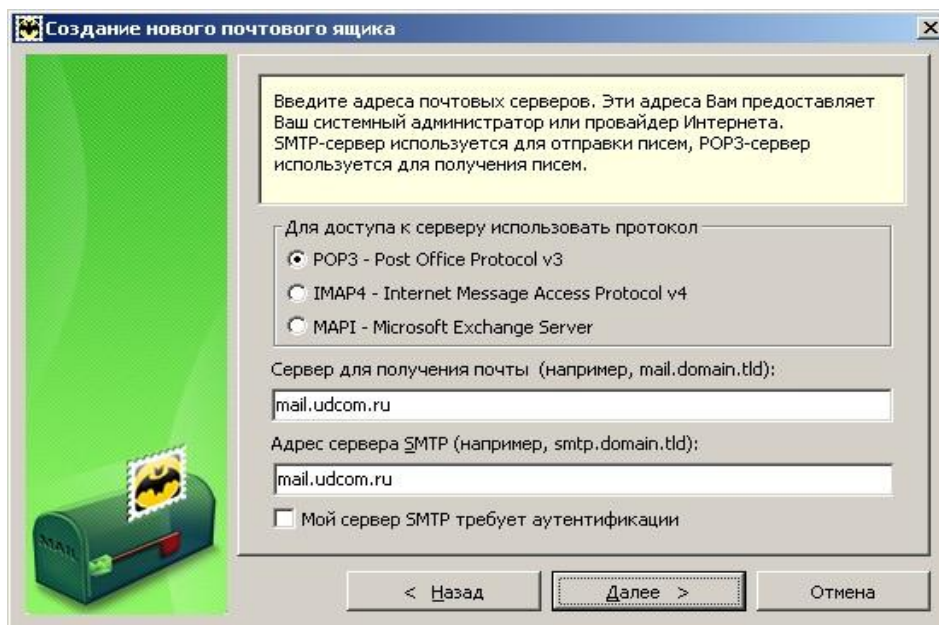 Создание нового почтового ящика
Введите адреса почтовых серверов. Эти адреса Вам предоставляет
Ваш системный администратор или провайдер Интернета.
SMTP-сервер используется для отправки писем, POP3-сервер
используется для получения писем.
Для доступа к серверу использовать протокол
POP3 - Post Office Protocol v3
IMAP4 - Internet Message Access Protocol v4
MAPI - Microsoft Exchange Server
Сервер для получения почты (например, mail.domain.tld):
mail.udcom.ru
Адрес сервера SMTP (например, smtp.domain.tld):
mail.udcom.ru
Мой сервер SMTP требует аутентификации
MAIL
< Назад
Далее >
Отмена